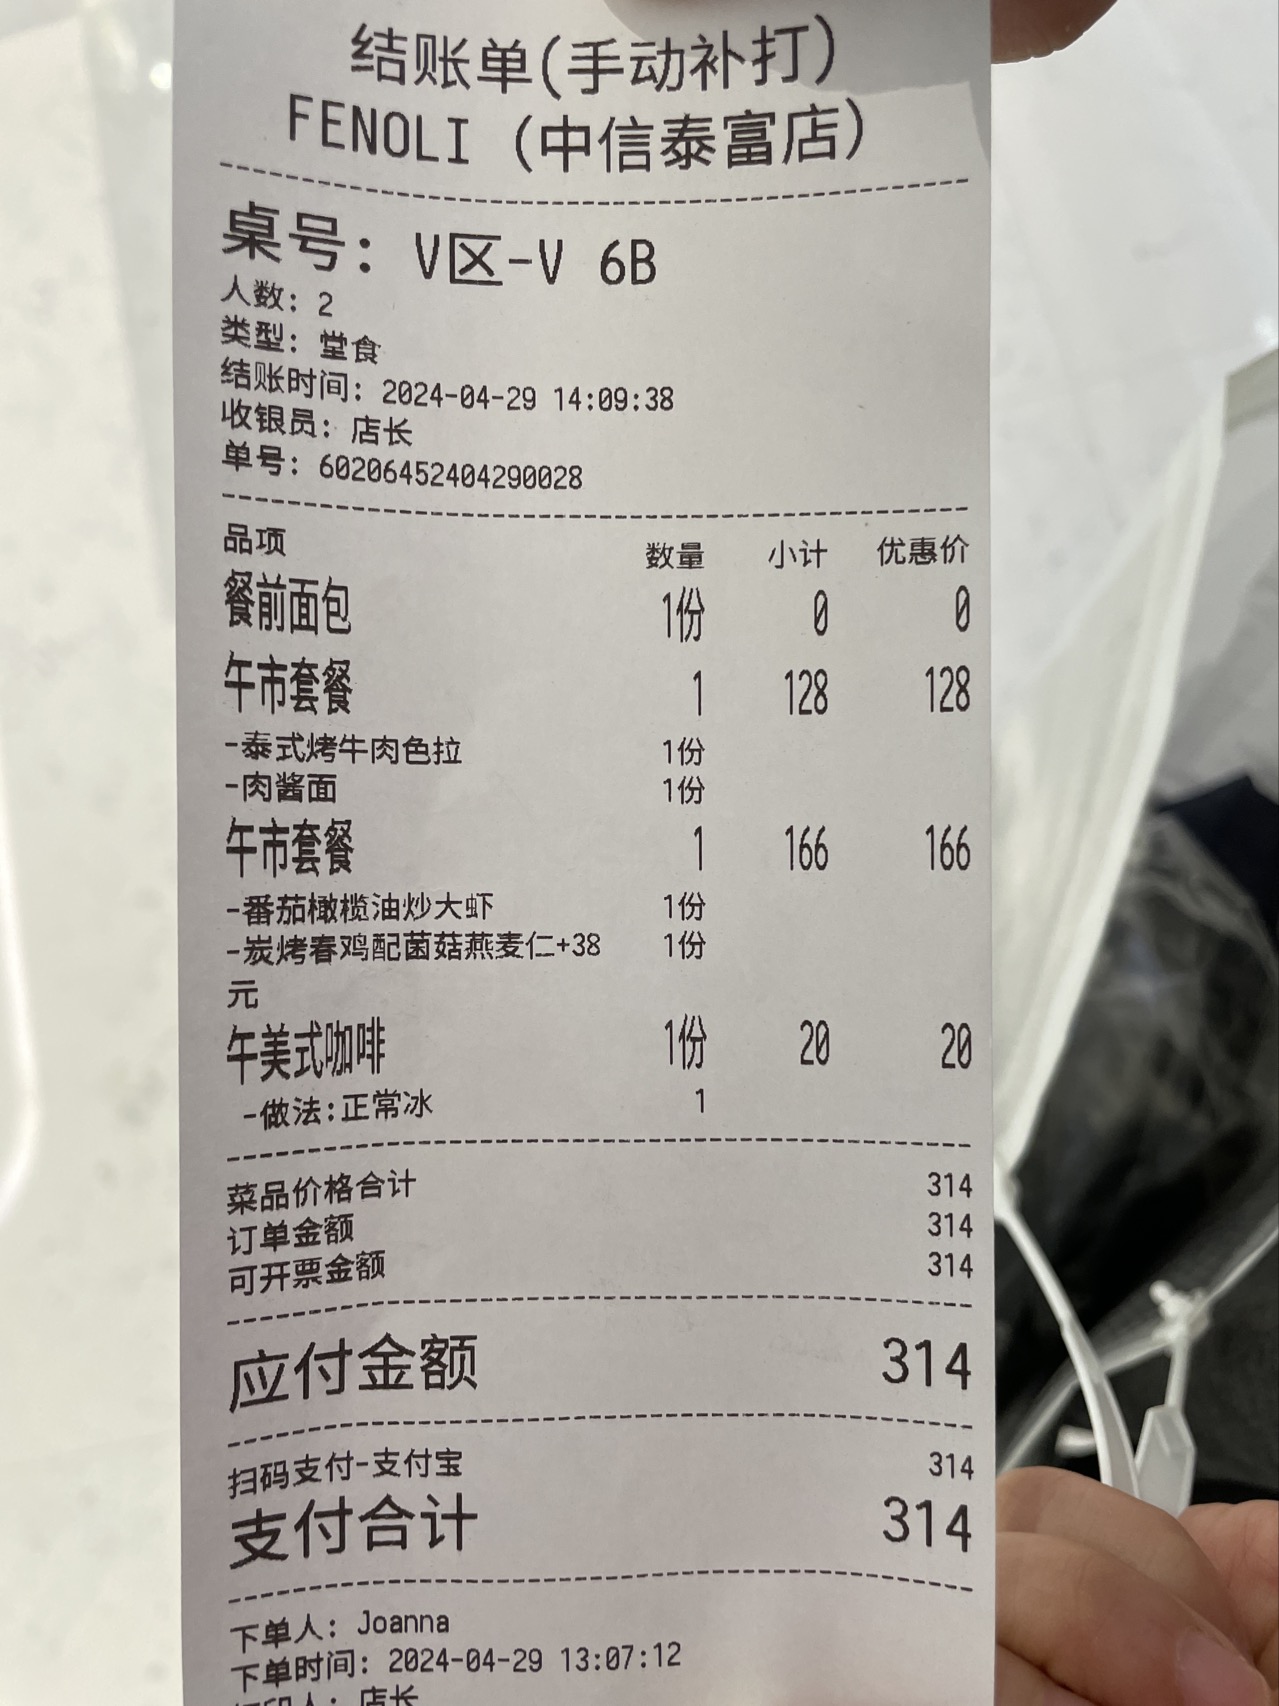 结账单(手动补打)
FENOLI (中信泰富店)
桌号: V区-V 6B
人数: 2
类型: 堂食
结账时间: 2024-04-29 14:09:38
收银员: 店长
单号: 60206452404290028
品项 数量 小计 优惠价
餐前面包 1份 0 0
午市套餐 1 128 128
-泰式烤牛肉色拉 1份
-肉酱面 1份
午市套餐 1 166 166
-番茄橄榄油炒大虾 1份
-炭烤春鸡配菌菇燕麦仁+38 1份
元
午美式咖啡 1份 20 20
-做法:正常冰 1
菜品价格合计 314
订单金额 314
可开票金额 314
应付金额 314
扫码支付-支付宝 314
支付合计 314
下单人: Joanna
下单时间: 2024-04-29 13:07:12
打印人: 店长